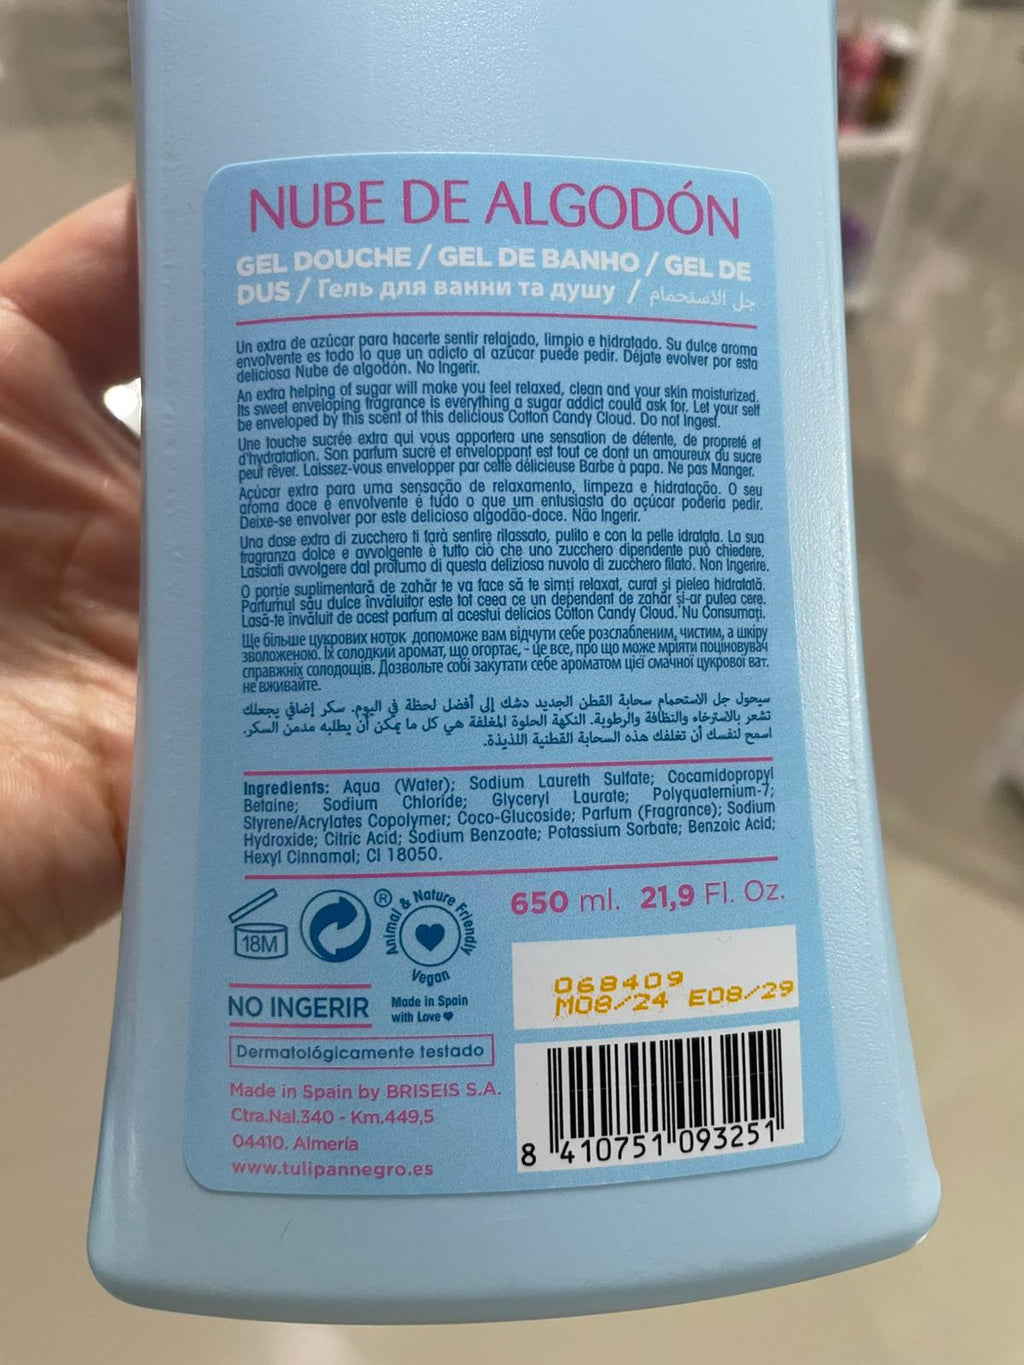 NUBE DE ALGODÓN
GEL DOUCHE / GEL DE BANHO / GEL DE
DUS / Гель для ванни та душу / جل الاستحمام
Un extra de azúcar para hacerte sentir relajado, limpio e hidratado. Su dulce aroma
envolvente es todo lo que un adicto al azúcar puede pedir. Déjate evolver por esta
deliciosa Nube de algodón. No Ingerir.
An extra helping of sugar will make you feel relaxed, clean and your skin moisturized.
Its sweet enveloping fragrance is everything a sugar addict could ask for. Let your self
be enveloped by this scent of this delicious Cotton Candy Cloud. Do not Ingest.
Une touche sucrée extra qui vous apportera une sensation de détente, de propreté et
d'hydratation. Son parfum sucré et enveloppant est tout ce dont un amoureux du sucre
peut rêver. Laissez-vous envelopper par cette délicieuse Barbe à papa. Ne pas Manger.
Açúcar extra para uma sensação de relaxamento, limpeza e hidratação. O seu
aroma doce e envolvente é tudo o que um entusiasta do açúcar poderia pedir.
Deixe-se envolver por este delicioso algodão-doce. Não Ingerir.
Una dose extra di zucchero ti farà sentire rilassato, pulito e con la pelle idratata. La sua
fragranza dolce e avvolgente è tutto ciò che uno zucchero dipendente può chiedere.
Lasciati avvolgere dal profumo di questa deliziosa nuvola di zucchero filato. Non Ingerire.
O porție suplimentară de zahăr te va face să te simți relaxat, curat și pielea hidratată.
Parfumul său dulce învăluitor este tot ceea ce un dependent de zahăr și-ar putea cere.
Lasă-te învăluit de acest parfum al acestui delicios Cotton Candy Cloud. Nu Consumați.
Ще більше цукрових ноток допоможе вам відчути себе розслабленим, чистим, а шкіру
зволоженою. Їх солодкий аромат, що огортає, - це все, про що може мріяти поціновувач
справжніх солодощів. Дозвольте собі закутати себе ароматом цієї смачної цукрової ват.
не вживайте.
سيحول جل الاستحمام سحابة القطن الجديد دشك إلى أفضل لحظة في اليوم. سكر إضافي يجعلك
تشعر بالاسترخاء والنظافة والرطوبة. النكهة الحلوة المغلفة هي كل ما يمكن أن يطلبه مدمن السكر.
اسمح لنفسك أن تغلفك هذه السحابة القطنية اللذيذة.
Ingredients: Aqua (Water); Sodium Laureth Sulfate; Cocamidopropyl
Betaine; Sodium Chloride; Glyceryl Laurate; Polyquaternium-7;
Styrene/Acrylates Copolymer; Coco-Glucoside; Parfum (Fragrance); Sodium
Hydroxide; Citric Acid; Sodium Benzoate; Potassium Sorbate; Benzoic Acid;
Hexyl Cinnamal; CI 18050.
18M
®
Animal & Nature Friendly
Vegan
650 ml. 21,9 Fl. Oz.
068409
M08/24 E08/29
NO INGERIR
Made in Spain
with Love
Dermatológicamente testado
Made in Spain by BRISEIS S.A.
Ctra.Nal.340 - Km.449,5
04410. Almería
www.tulipannegro.es
8 410751 093251